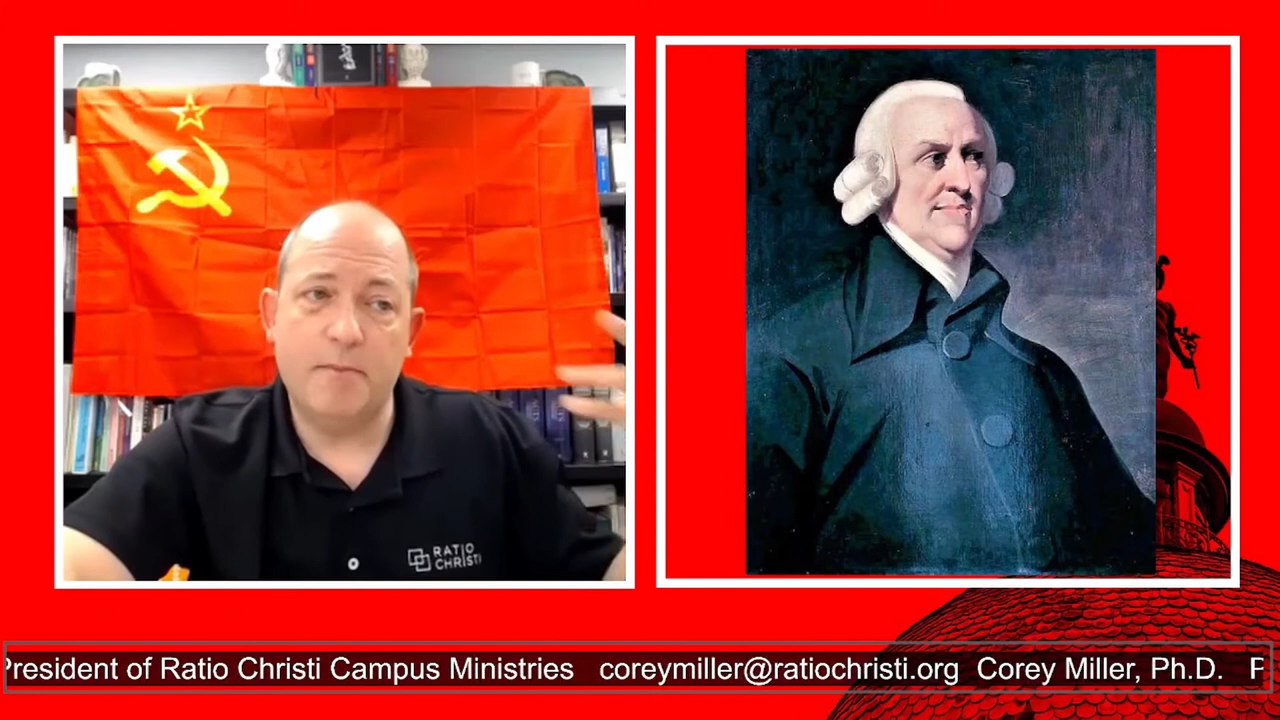 RATIO
CHRISTI
President of Ratio Christi Campus Ministries coreymiller@ratiochristi.org Corey Miller, Ph.D.